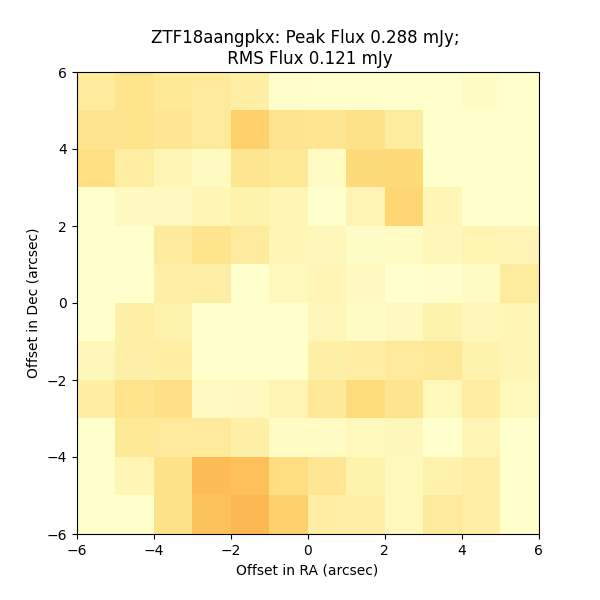 ZTF18aangpkx: Peak Flux 0.288 mJy;
RMS Flux 0.121 mJy
6
4
2
0
−2
−4
−6
Offset in Dec (arcsec)
−6 −4 −2 0 2 4 6
Offset in RA (arcsec)